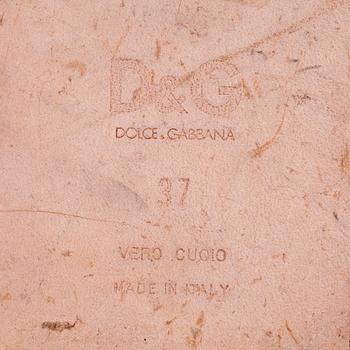 D&G
DOLCE & GABBANA
37
VERO CUOIO
MADE IN ITALY